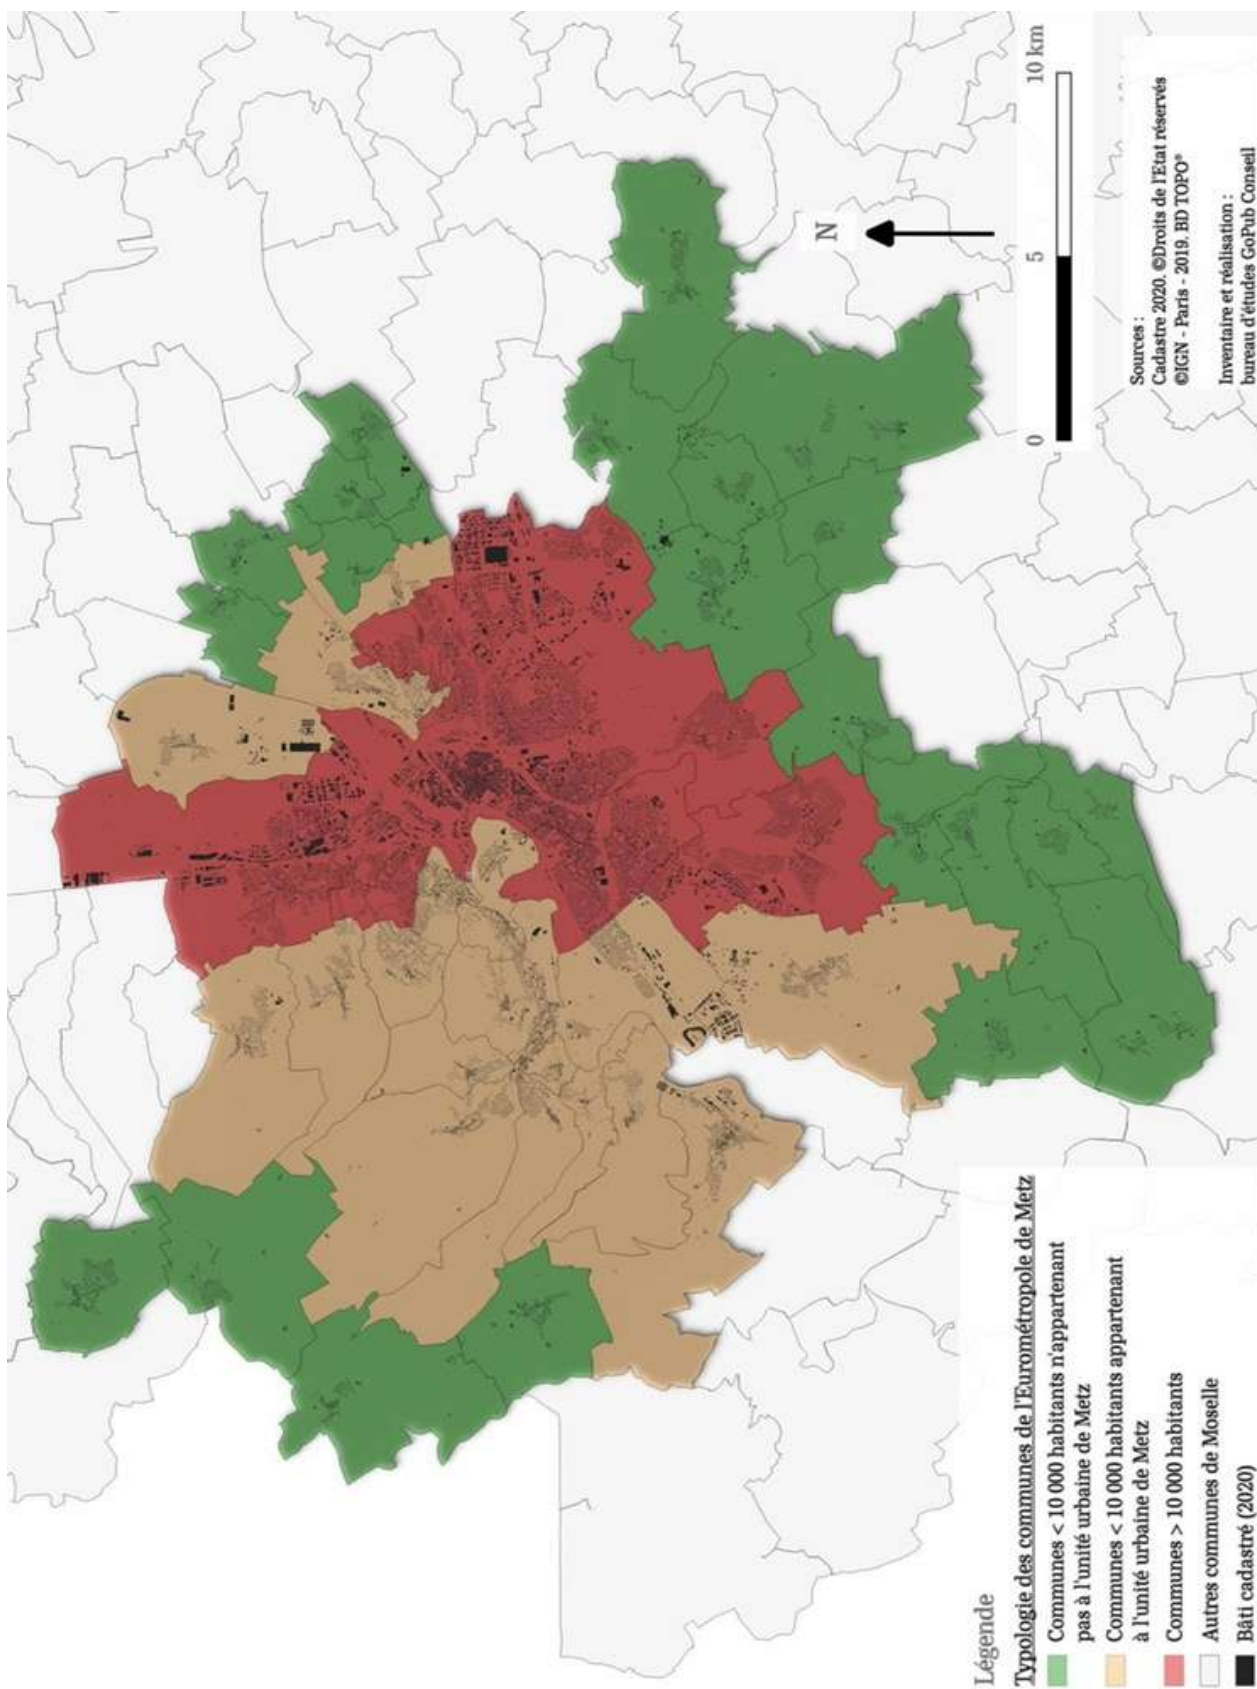 Légende
Typologie des communes de l'Eurométropole de Metz
Communes < 10 000 habitants n'appartenant
pas à l'unité urbaine de Metz
Communes < 10 000 habitants appartenant
à l'unité urbaine de Metz
Communes > 10 000 habitants
Autres communes de Moselle
Bâti cadastré (2020)
N
0
5
10 km
Sources :
Cadastre 2020. ©Droits de l'Etat réservés
©IGN - Paris - 2019. BD TOPO®
Inventaire et réalisation :
bureau d'études GoPub Conseil